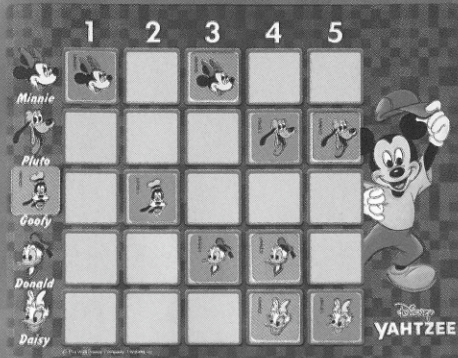 1 2 3 4 5
Minnie
Pluto
Goofy
Donald
Daisy
Disney
YAHTZEE